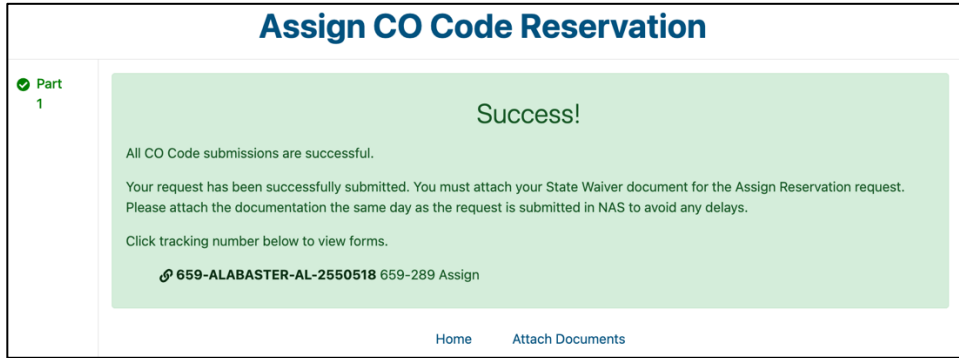 Assign CO Code Reservation
Part
1
Success!
All CO Code submissions are successful.
Your request has been successfully submitted. You must attach your State Waiver document for the Assign Reservation request.
Please attach the documentation the same day as the request is submitted in NAS to avoid any delays.
Click tracking number below to view forms.
659-ALABASTER-AL-2550518 659-289 Assign
Home Attach Documents